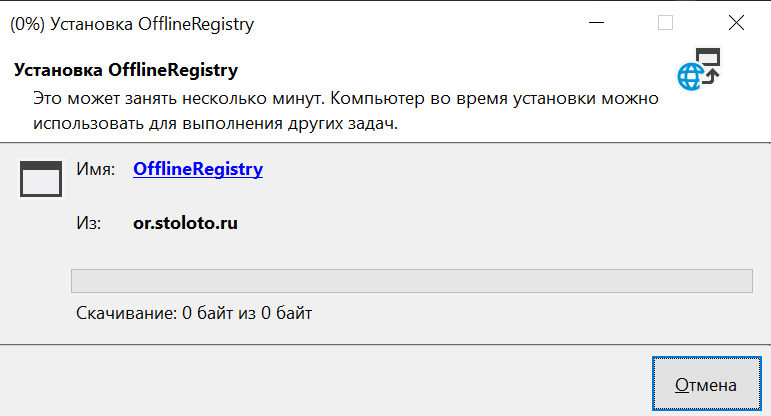 (0%) Установка OfflineRegistry
Установка OfflineRegistry
Это может занять несколько минут. Компьютер во время установки можно
использовать для выполнения других задач.
Имя: OfflineRegistry
Из: or.stoloto.ru
Скачивание: 0 байт из 0 байт
Отмена